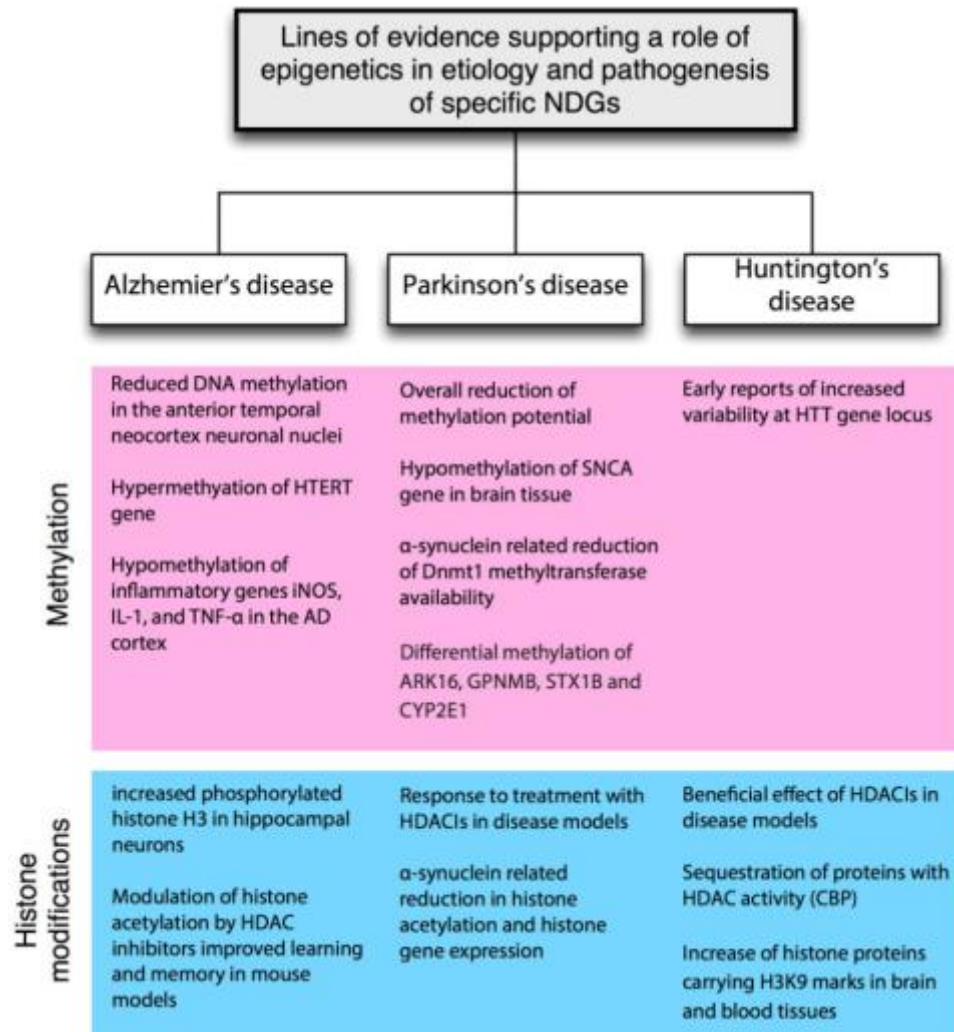 Lines of evidence supporting a role of
epigenetics in etiology and pathogenesis
of specific NDGs
Alzhemier's disease
Parkinson's disease
Huntington's
disease
Methylation
Reduced DNA methylation
in the anterior temporal
neocortex neuronal nuclei
Hypermethyation of HTERT
gene
Hypomethylation of
inflammatory genes iNOS,
IL-1, and TNF-α in the AD
cortex
Overall reduction of
methylation potential
Hypomethylation of SNCA
gene in brain tissue
α-synuclein related reduction
of Dnmt1 methyltransferase
availability
Differential methylation of
ARK16, GPNMB, STX1B and
CYP2E1
Early reports of increased
variability at HTT gene locus
Histone
modifications
increased phosphorylated
histone H3 in hippocampal
neurons
Modulation of histone
acetylation by HDAC
inhibitors improved learning
and memory in mouse
models
Response to treatment with
HDACIs in disease models
α-synuclein related
reduction in histone
acetylation and histone
gene expression
Beneficial effect of HDACIs in
disease models
Sequestration of proteins with
HDAC activity (CBP)
Increase of histone proteins
carrying H3K9 marks in brain
and blood tissues